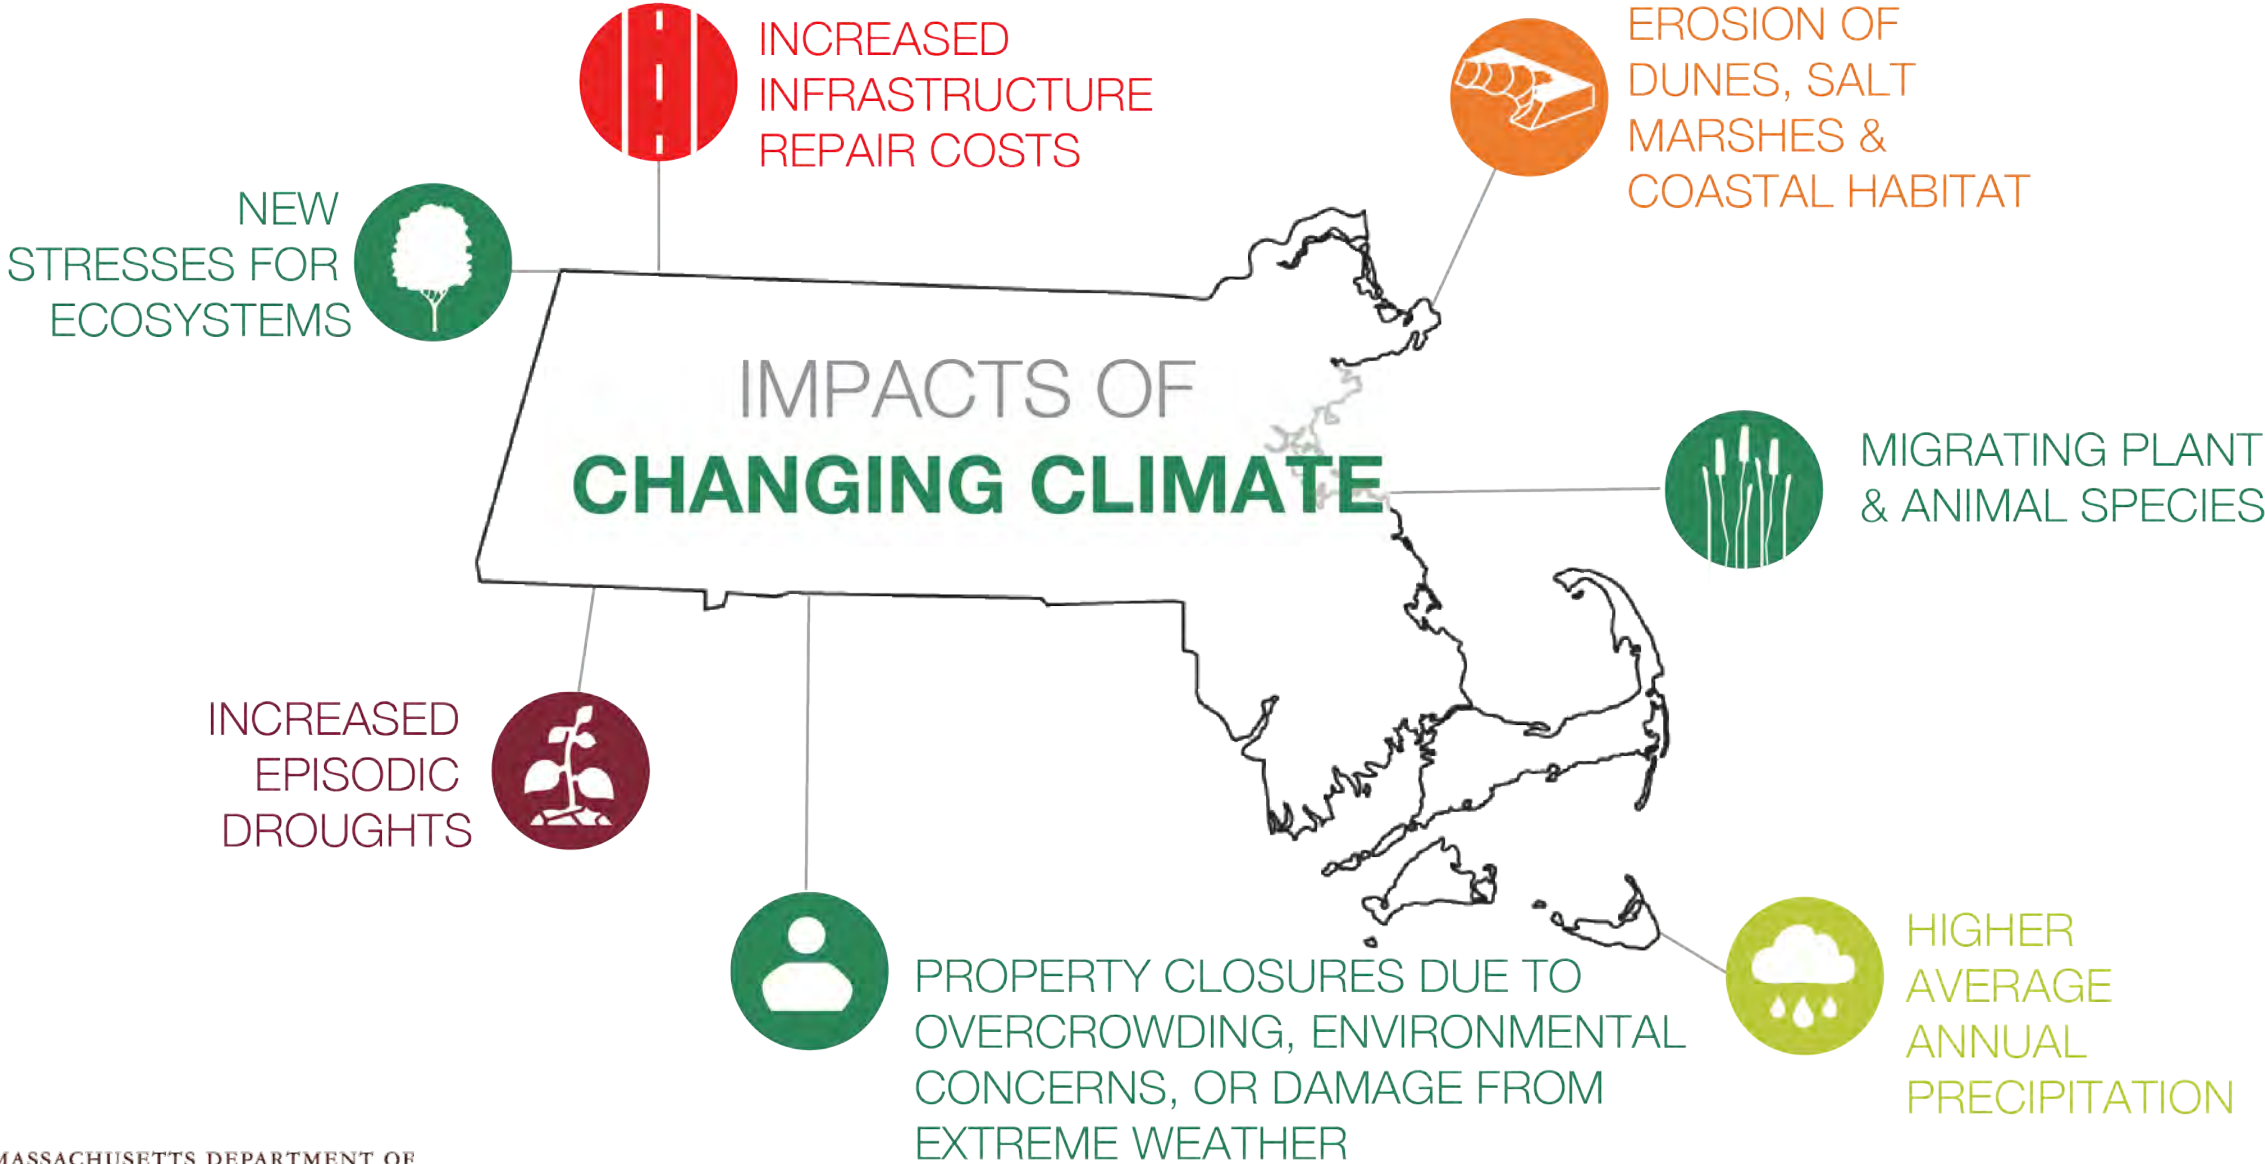 INCREASED
INFRASTRUCTURE
REPAIR COSTS
EROSION OF
DUNES, SALT
MARSHES &
COASTAL HABITAT
NEW
STRESSES FOR
ECOSYSTEMS
IMPACTS OF
CHANGING CLIMATE
MIGRATING PLANT
& ANIMAL SPECIES
INCREASED
EPISODIC
DROUGHTS
PROPERTY CLOSURES DUE TO
OVERCROWDING, ENVIRONMENTAL
CONCERNS, OR DAMAGE FROM
EXTREME WEATHER
HIGHER
AVERAGE
ANNUAL
PRECIPITATION
MASSACHUSETTS DEPARTMENT OF